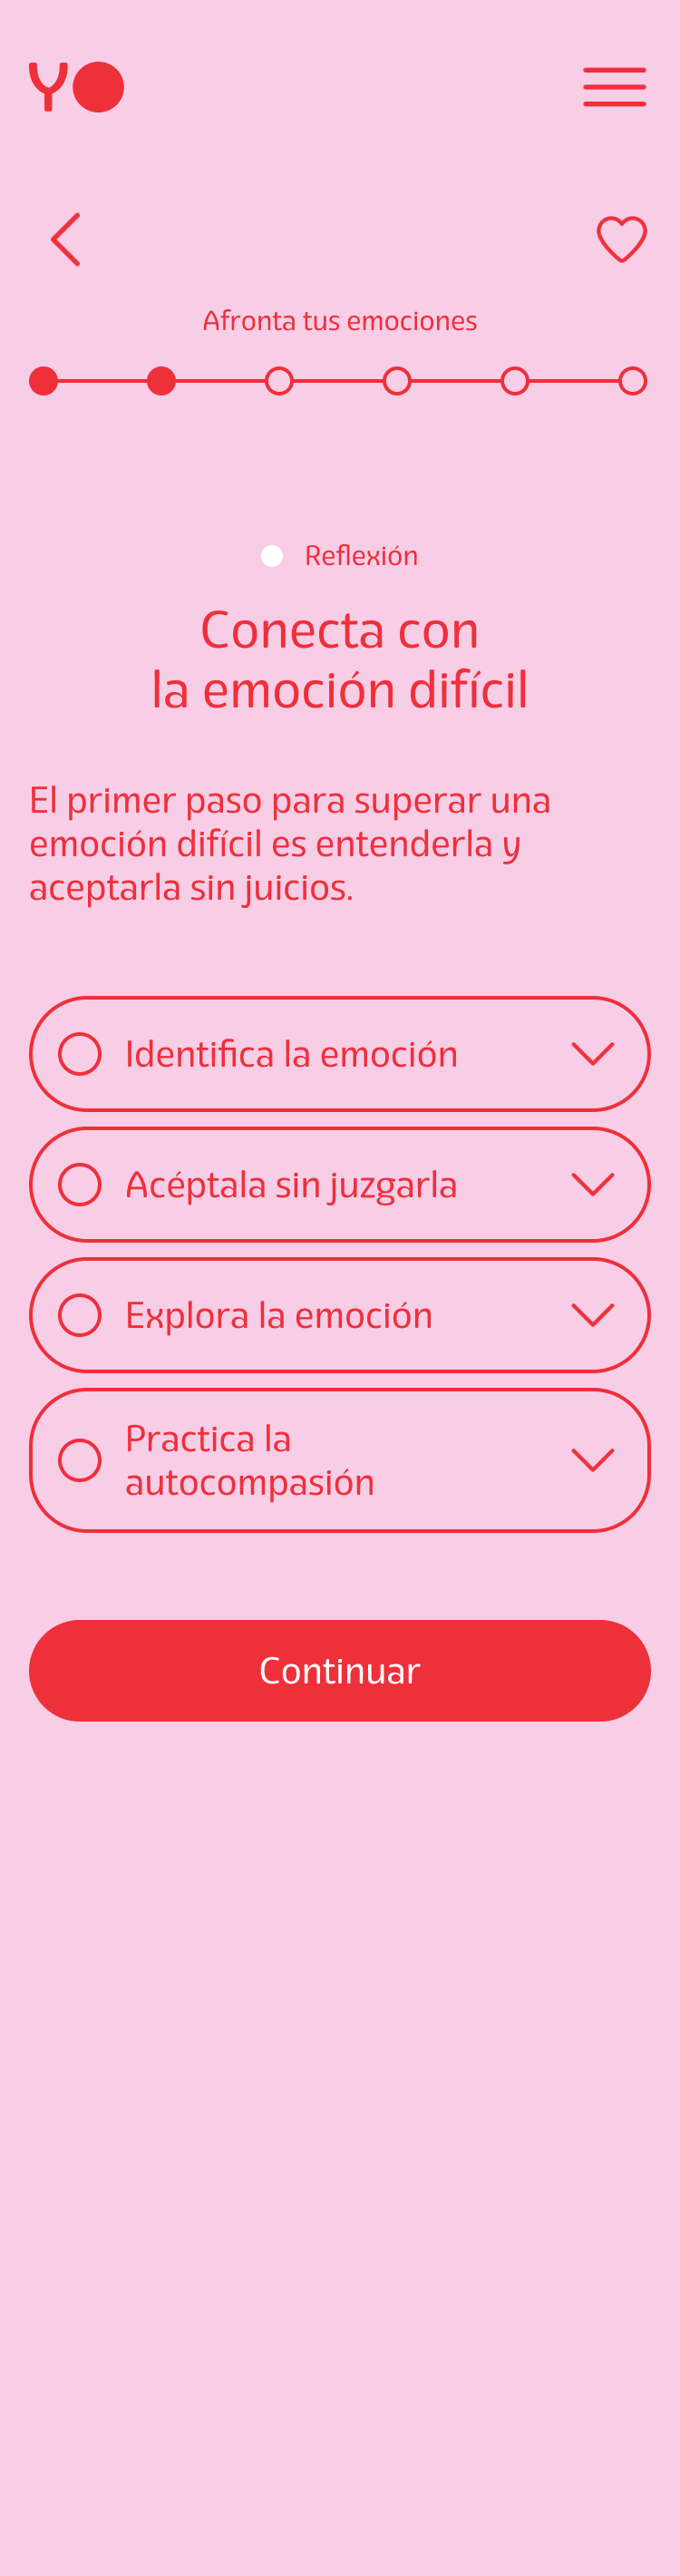 YO
Afronta tus emociones
Reflexión
Conecta con
la emoción difícil
El primer paso para superar una
emoción difícil es entenderla y
aceptarla sin juicios.
Identifica la emoción
Acéptala sin juzgarla
Explora la emoción
Practica la
autocompasión
Continuar